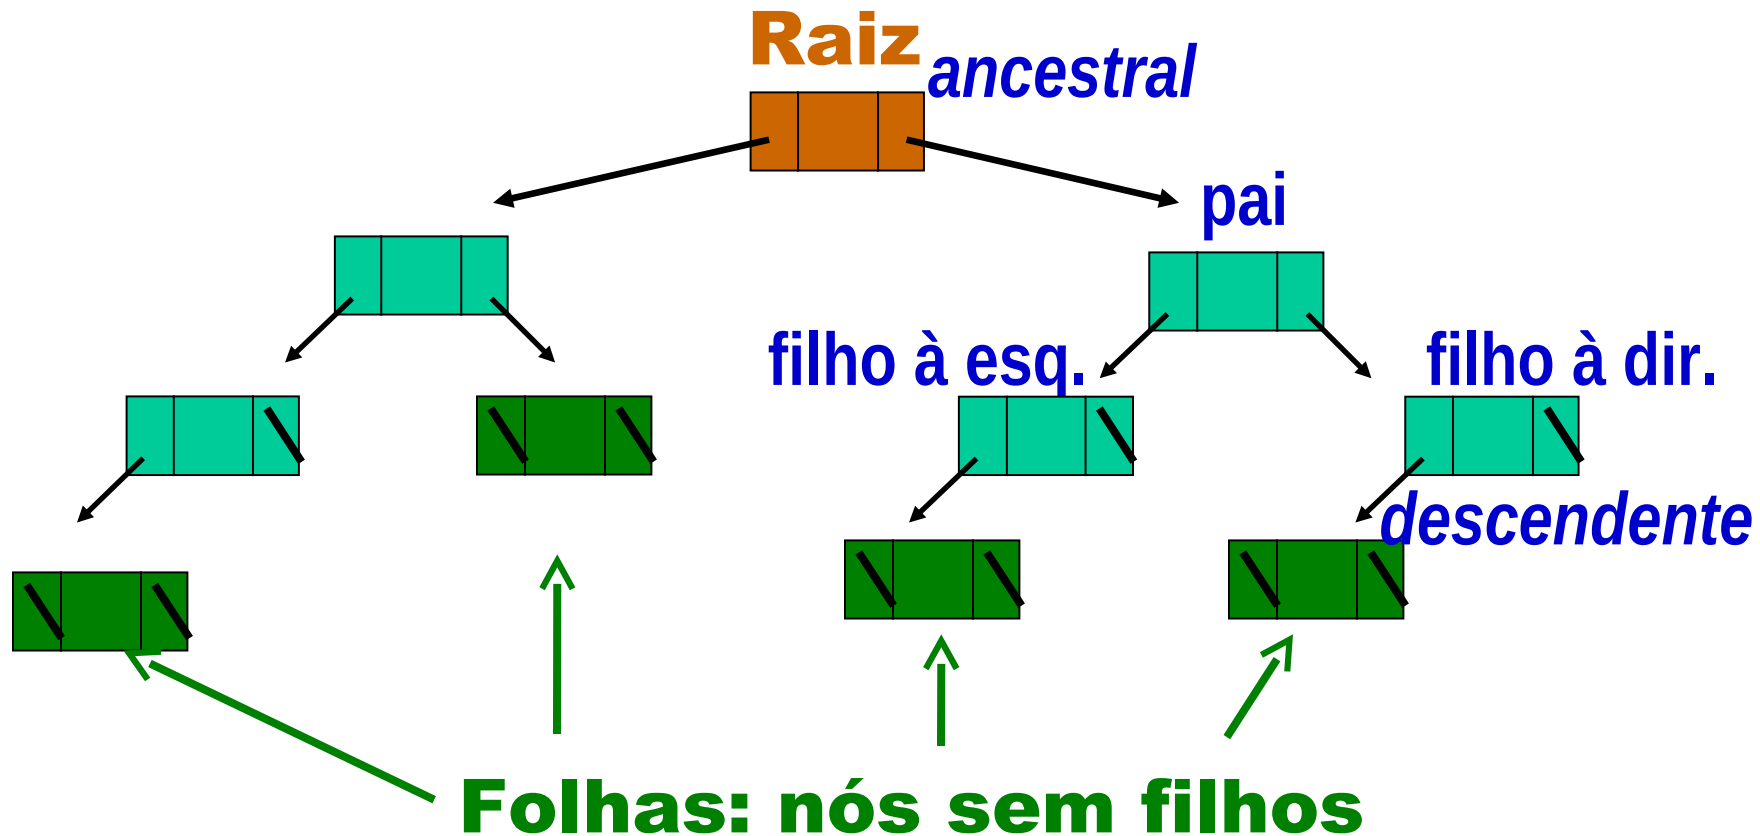 Raiz
ancestral
pai
filho à esq.
filho à dir.
descendente
Folhas: nós sem filhos